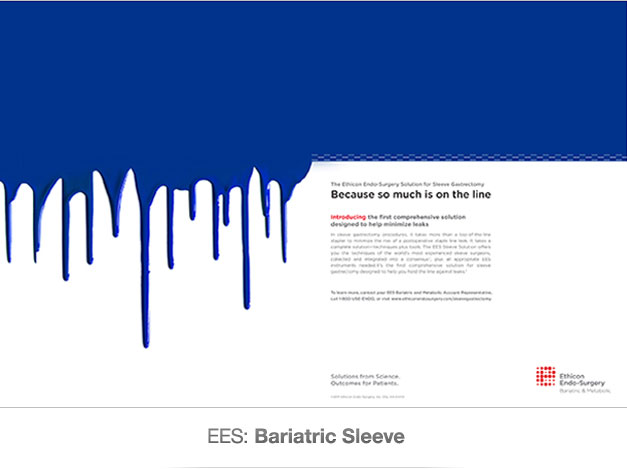 The Ethicon Endo-Surgery Solution for Sleeve Gastrectomy
Because so much is on the line
Introducing the first comprehensive solution
designed to help minimize leaks
In sleeve gastrectomy procedures, it takes more than a top-of-the-line
stapler to minimize the risk of a postoperative staple line leak. It takes a
complete solution—techniques plus tools. The EES Sleeve Solution offers
you the techniques of the world's most experienced sleeve surgeons,
collected and integrated into a consensus¹, plus all appropriate EES
instruments needed. It's the first comprehensive solution for sleeve
gastrectomy designed to help you hold the line against leaks.
To learn more, contact your EES Bariatric and Metabolic Account Representative,
call 1-800-USE-ENDO, or visit www.ethiconendosurgery.com/sleevegastrectomy
Solutions from Science.
Outcomes for Patients.
Ethicon
Endo-Surgery
Bariatric & Metabolic
EES: Bariatric Sleeve